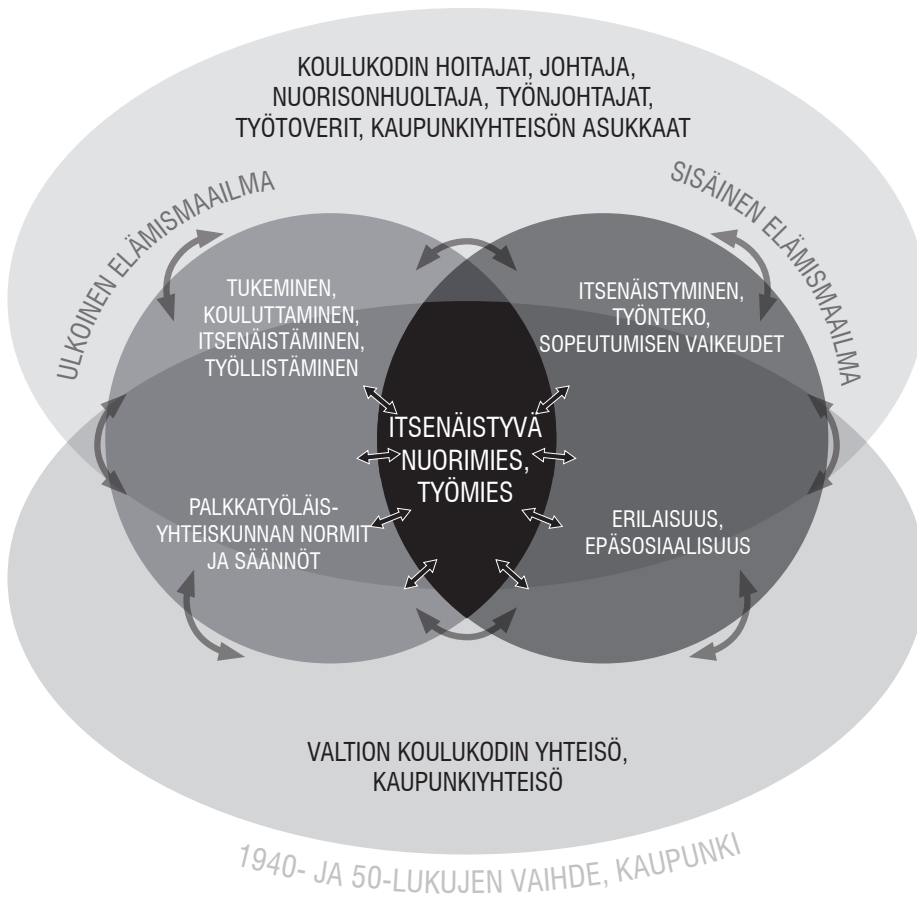 KOULUKODIN HOITAJAT, JOHTAJA,
NUORISONHUOLTAJA, TYÖNJOHTAJAT,
TYÖTOVERIT, KAUPUNKIYHTEISÖN ASUKKAAT
ULKOINEN ELÄMISMAAILMA
SISÄINEN ELÄMISMAAILMA
TUKEMINEN,
KOULUTTAMINEN,
ITSENÄISTÄMINEN,
TYÖLLISTÄMINEN
ITSENÄISTYMINEN,
TYÖNTEKO,
SOPEUTUMISEN VAIKEUDET
ITSENÄISTYVÄ
NUORIMIES,
TYÖMIES
PALKKATYÖLÄIS-
YHTEISKUNNAN NORMIT
JA SÄÄNNÖT
ERILAISUUS,
EPÄSOSIAALISUUS
VALTION KOULUKODIN YHTEISÖ,
KAUPUNKIYHTEISÖ
1940- JA 50-LUKUJEN VAIHDE, KAUPUNKI